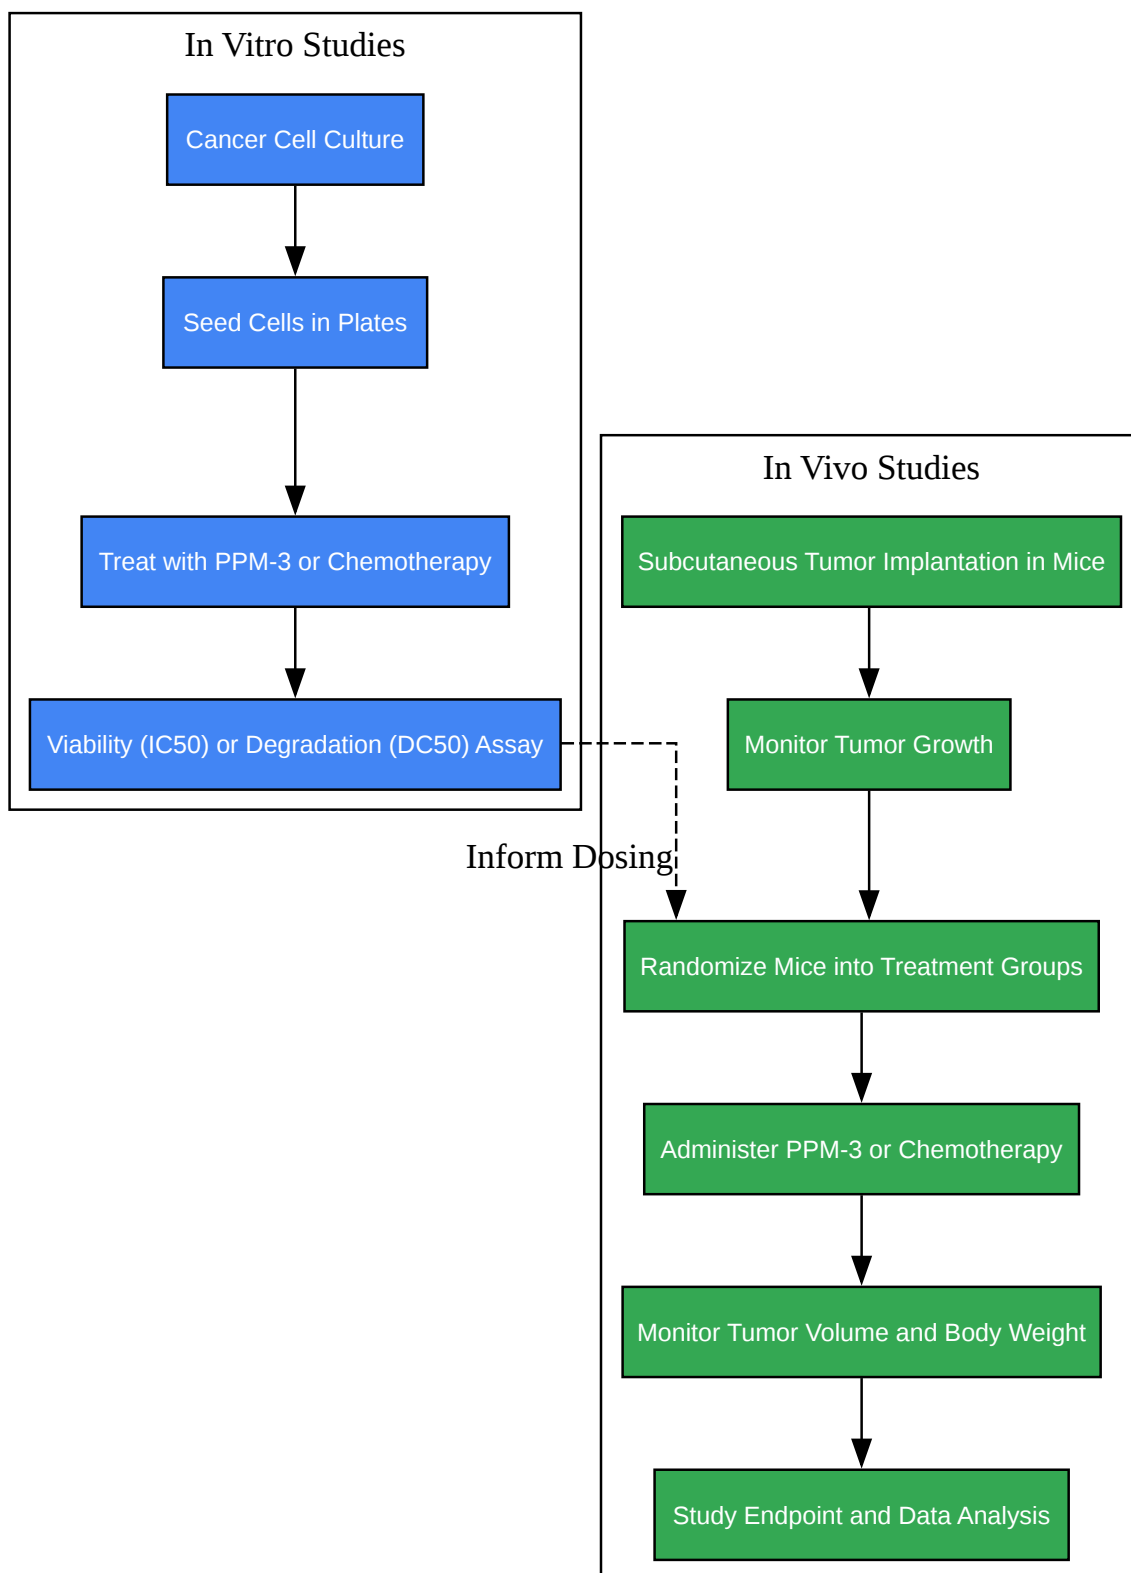 In Vitro Studies
Cancer Cell Culture
Seed Cells in Plates
Treat with PPM-3 or Chemotherapy
Viability (IC50) or Degradation (DC50) Assay
Inform Dosing
In Vivo Studies
Subcutaneous Tumor Implantation in Mice
Monitor Tumor Growth
Randomize Mice into Treatment Groups
Administer PPM-3 or Chemotherapy
Monitor Tumor Volume and Body Weight
Study Endpoint and Data Analysis